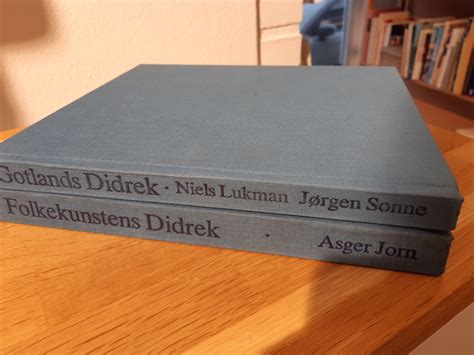 Gotlands Didrek · Niels Lukman Jørgen Sonne
Folkekunstens Didrek Asger Jorn